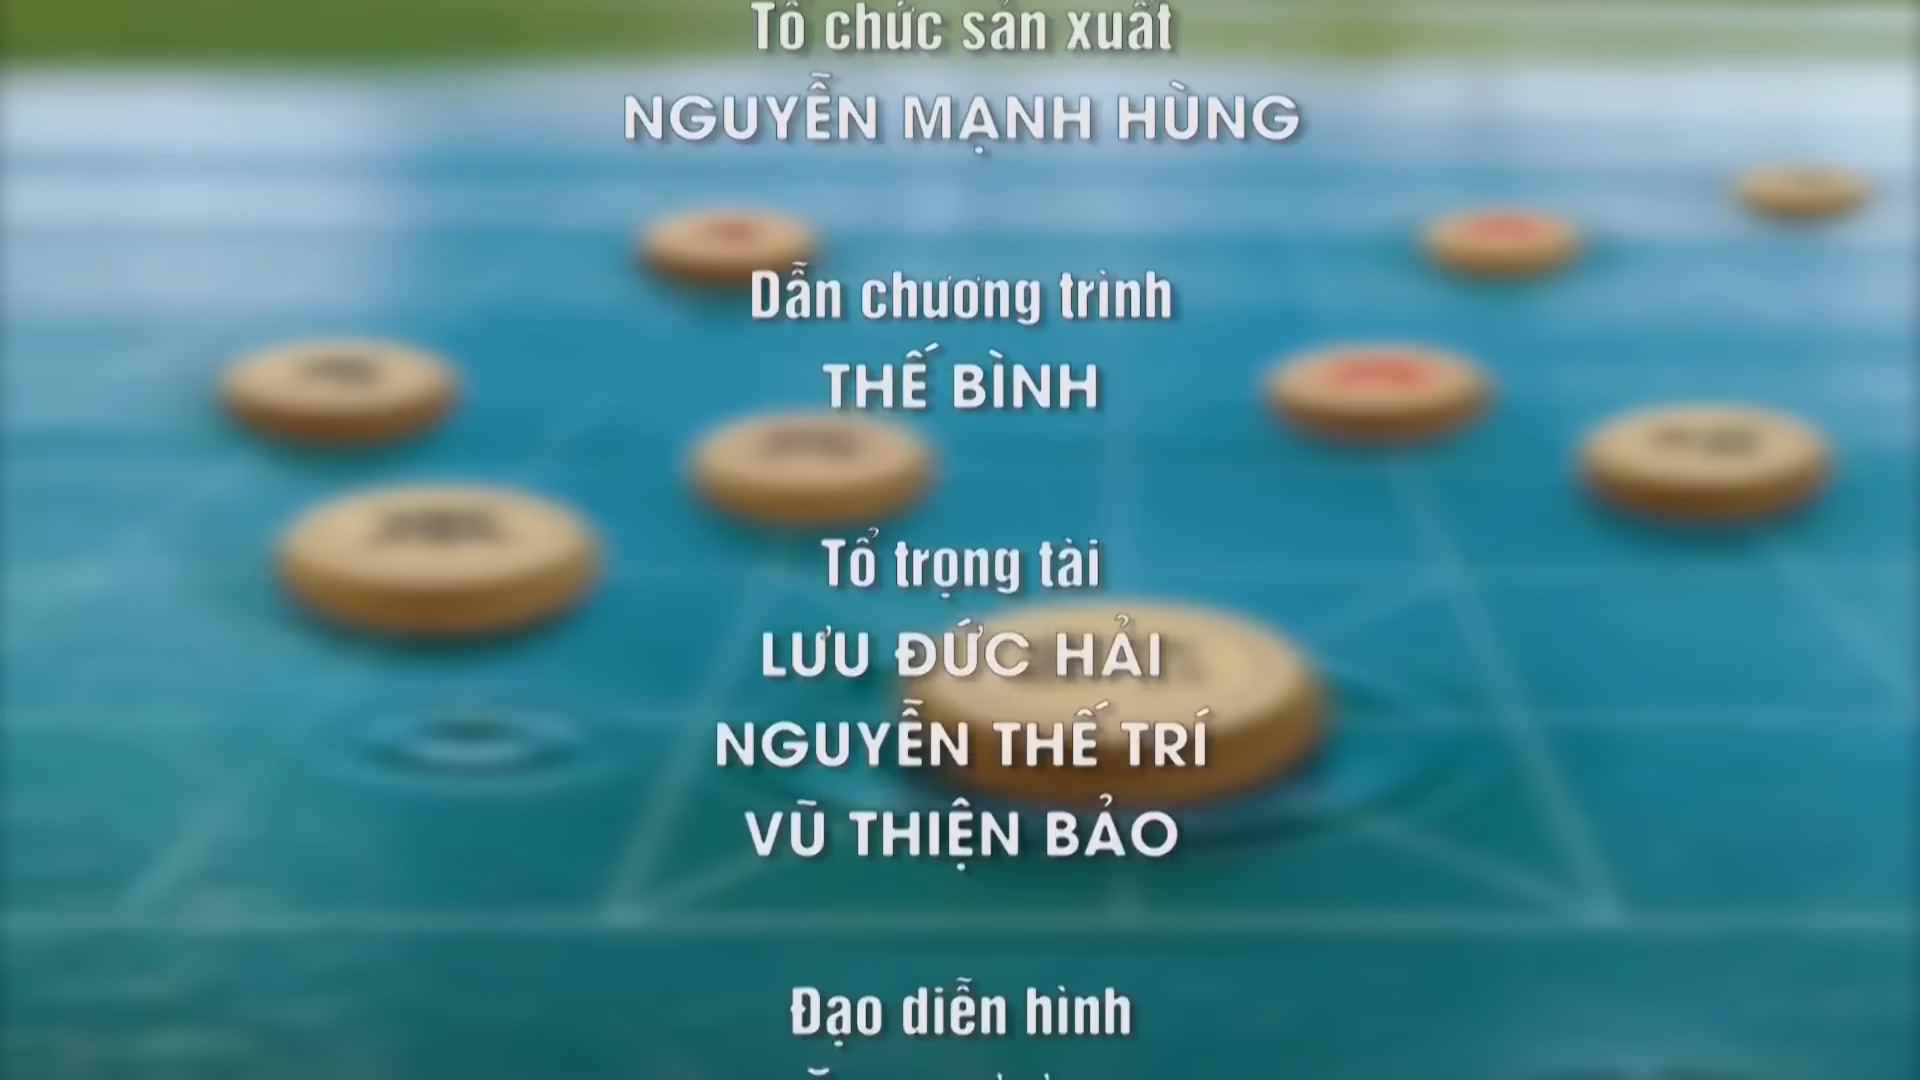 Tổ chức sản xuất
NGUYỄN MẠNH HÙNG
Dẫn chương trình
THẾ BÌNH
Tổ trọng tài
LƯU ĐỨC HẢI
NGUYỄN THẾ TRÍ
VŨ THIỆN BẢO
Đạo diễn hình